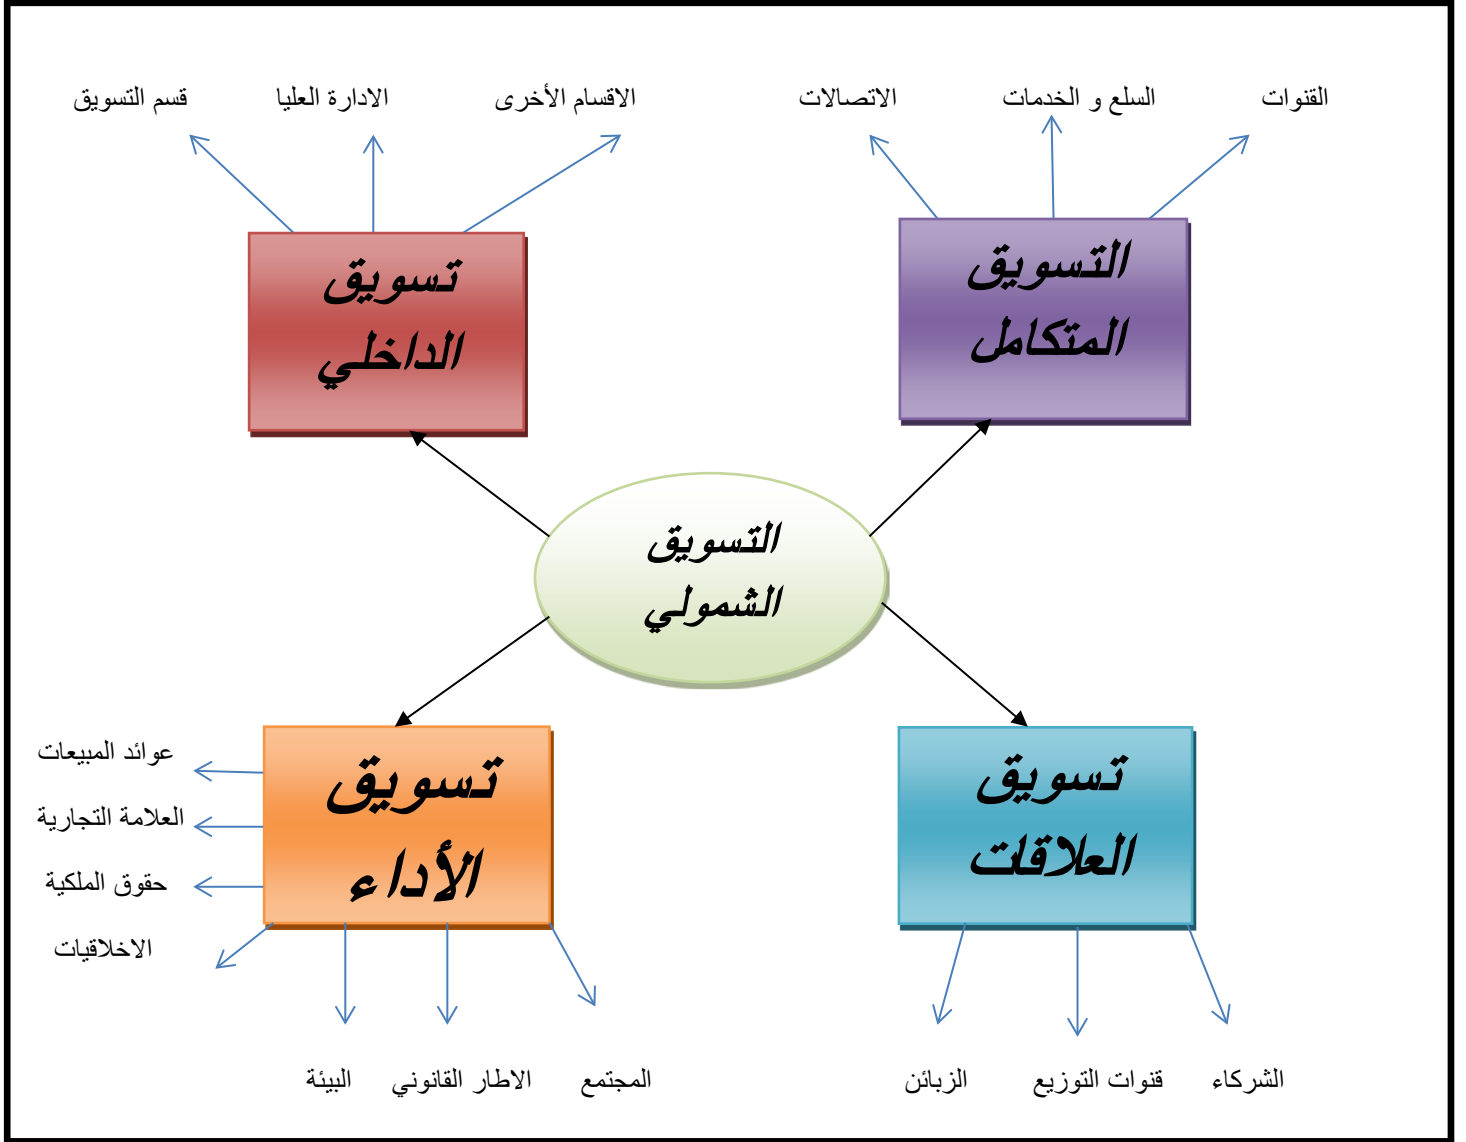 القنوات
السلع و الخدمات
الاتصالات
الاقسام الأخرى
الادارة العليا
قسم التسويق
التسويق
المتكامل
تسويق
الداخلي
التسويق
الشمولي
تسويق
العلاقات
تسويق
الأداء
عوائد المبيعات
العلامة التجارية
حقوق الملكية
الاخلاقيات
الشركاء
قنوات التوزيع
الزبائن
المجتمع
الاطار القانوني
البيئة